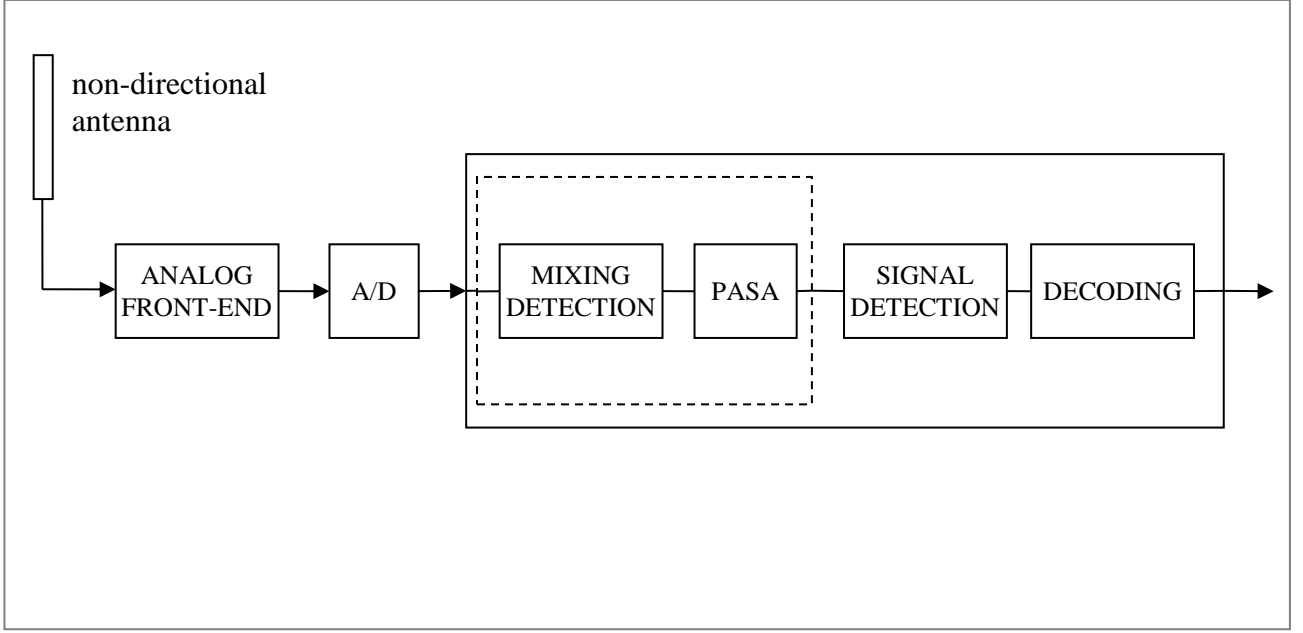 non-directional
antenna
ANALOG
FRONT-END
A/D
MIXING
DETECTION
PASA
SIGNAL
DETECTION
DECODING